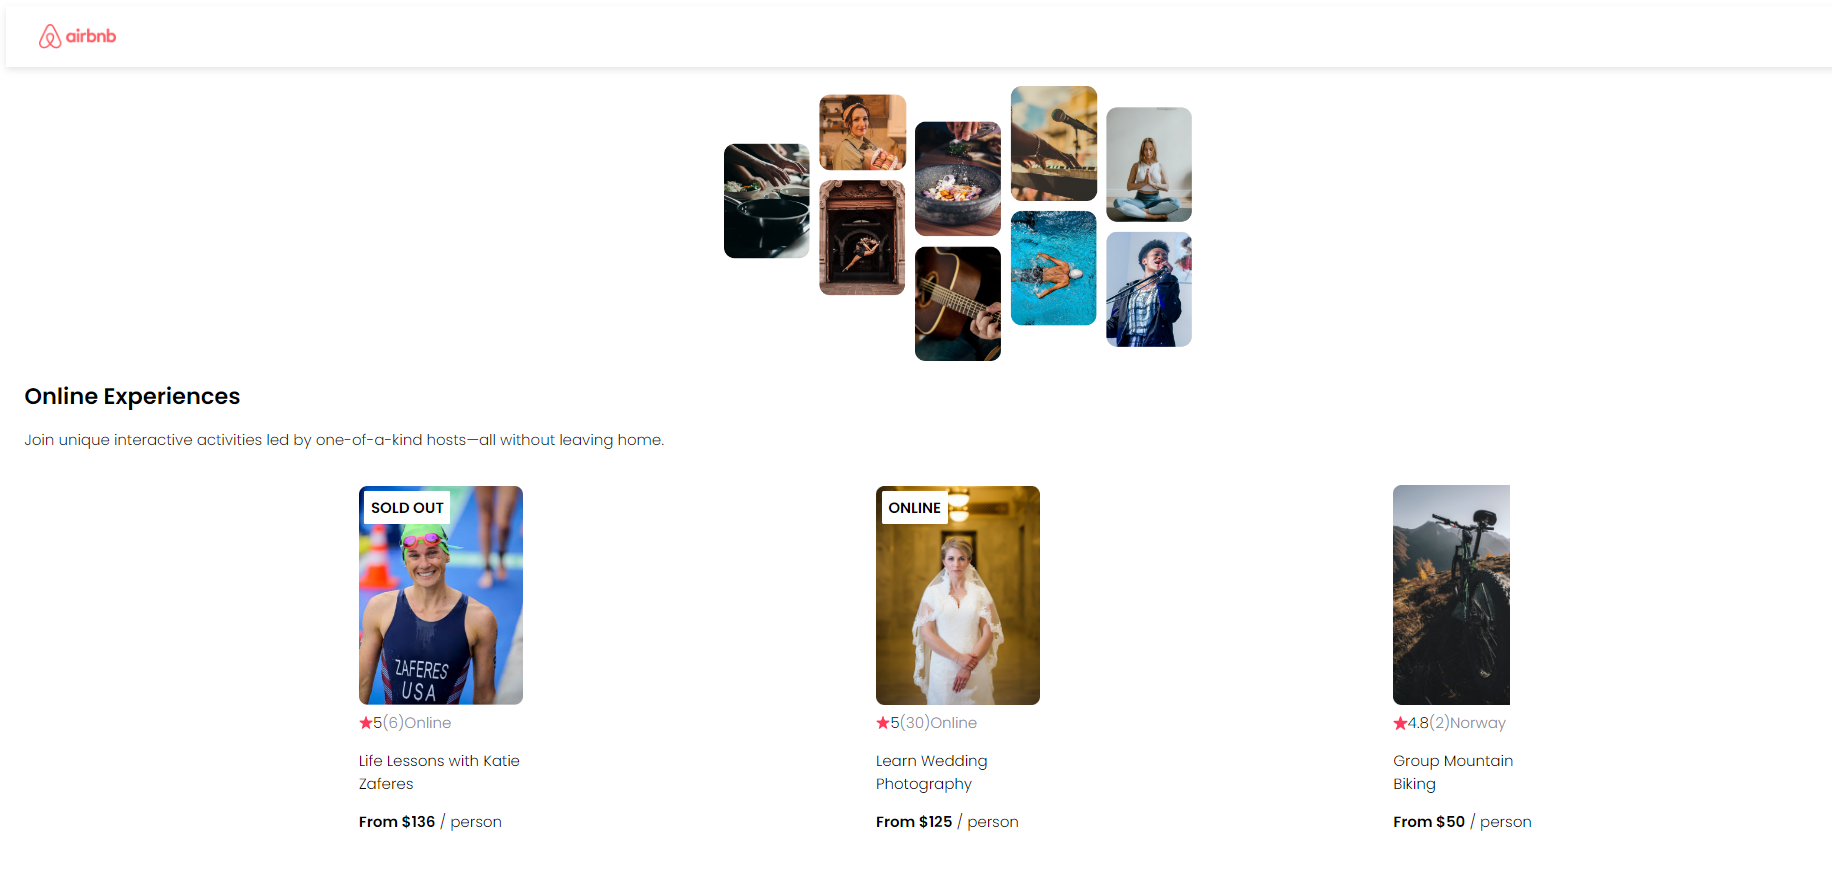 airbnb
Online Experiences
Join unique interactive activities led by one-of-a-kind hosts—all without leaving home.
SOLD OUT
ZAFERES
USA
5(6)Online
Life Lessons with Katie
Zaferes
From $136 / person
ONLINE
5(30)Online
Learn Wedding
Photography
From $125 / person
4.8(2)Norway
Group Mountain
Biking
From $50 / person